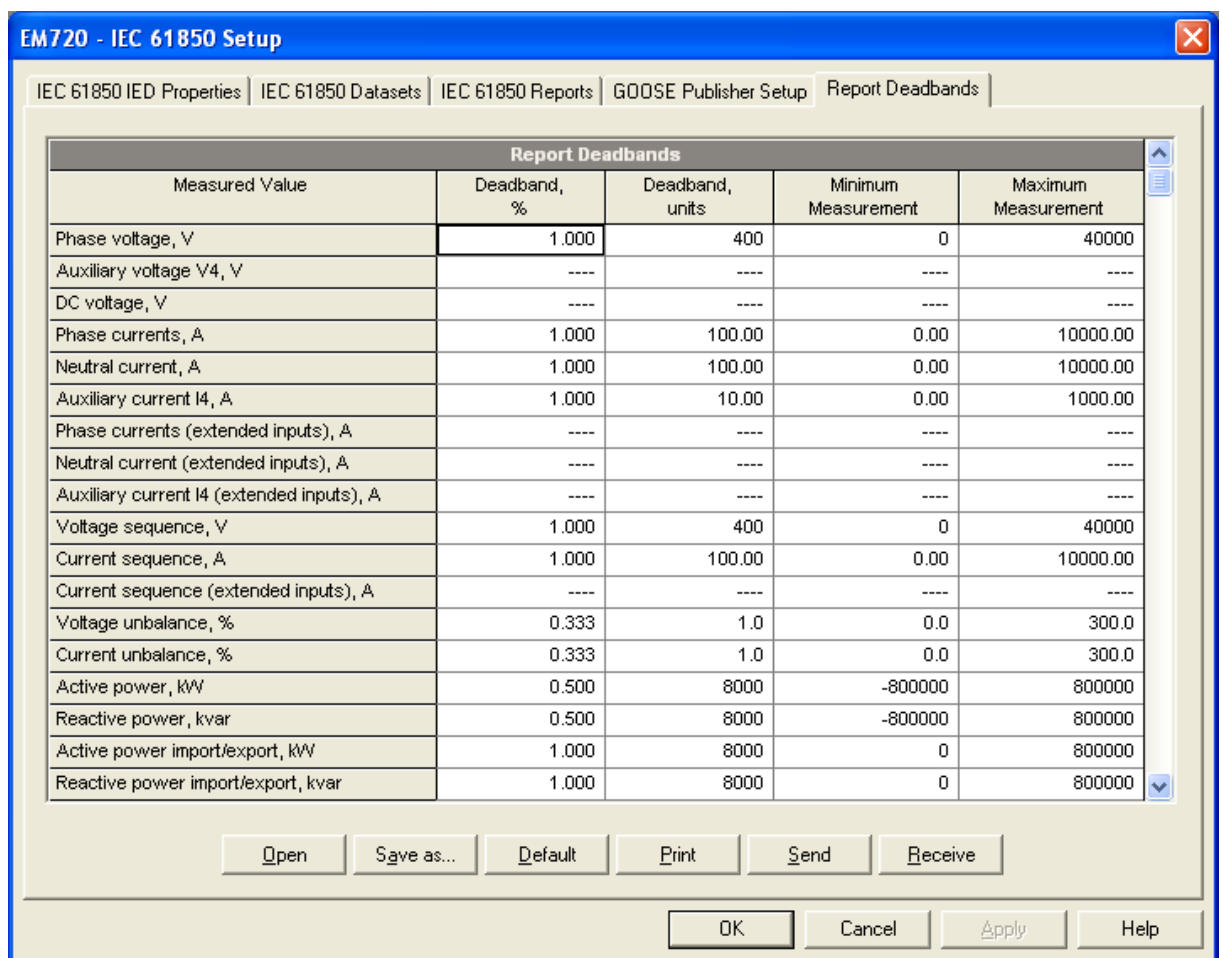 EM720 - IEC 61850 Setup
IEC 61850 IED Properties IEC 61850 Datasets IEC 61850 Reports GOOSE Publisher Setup Report Deadbands
Report Deadbands
Measured Value Deadband, % Deadband, units Minimum Measurement Maximum Measurement
Phase voltage, V 1.000 400 0 40000
Auxiliary voltage V4, V ---- ---- ---- ----
DC voltage, V ---- ---- ---- ----
Phase currents, A 1.000 100.00 0.00 10000.00
Neutral current, A 1.000 100.00 0.00 10000.00
Auxiliary current I4, A 1.000 10.00 0.00 1000.00
Phase currents (extended inputs), A ---- ---- ---- ----
Neutral current (extended inputs), A ---- ---- ---- ----
Auxiliary current I4 (extended inputs), A ---- ---- ---- ----
Voltage sequence, V 1.000 400 0 40000
Current sequence, A 1.000 100.00 0.00 10000.00
Current sequence (extended inputs), A ---- ---- ---- ----
Voltage unbalance, % 0.333 1.0 0.0 300.0
Current unbalance, % 0.333 1.0 0.0 300.0
Active power, kW 0.500 8000 -800000 800000
Reactive power, kvar 0.500 8000 -800000 800000
Active power import/export, kW 1.000 8000 0 800000
Reactive power import/export, kvar 1.000 8000 0 800000
Open Save as... Default Print Send Receive
OK Cancel Apply Help